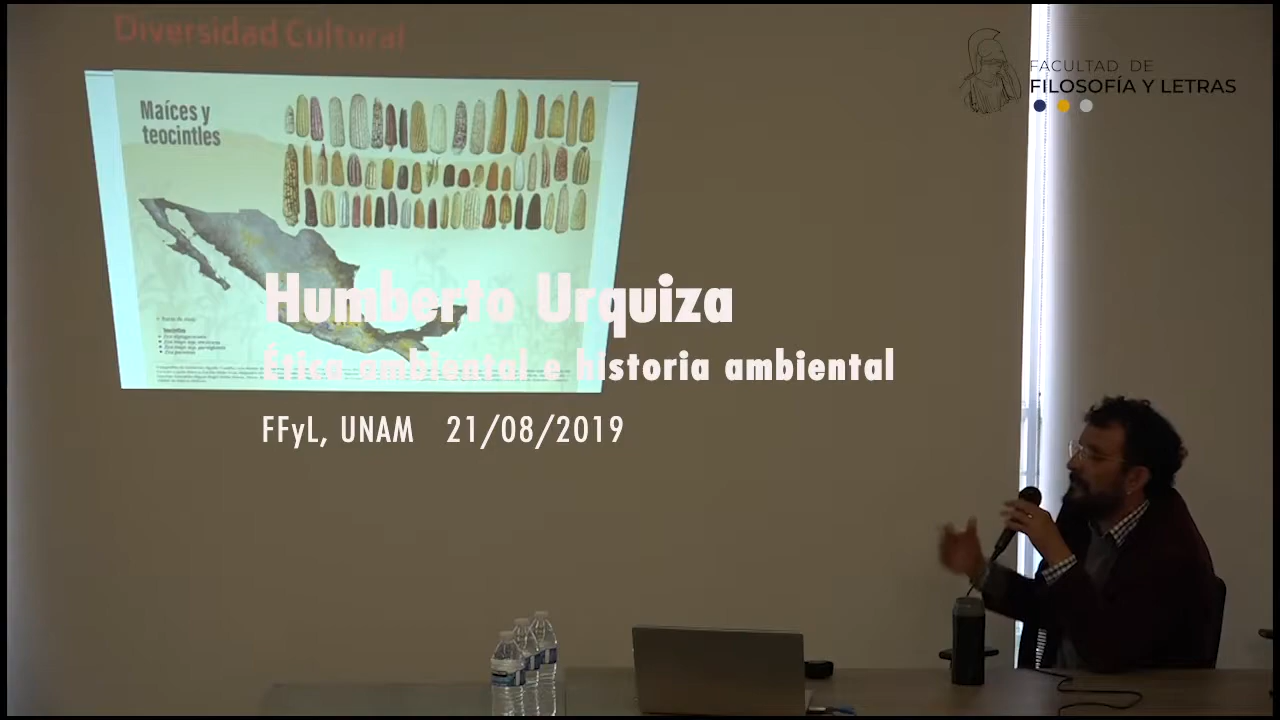 Diversidad Cultural
FACULTAD DE
FILOSOFÍA Y LETRAS
Maíces y
teocintles
Humberto Urquiza
Ética ambiental e historia ambiental
FFyL, UNAM 21/08/2019